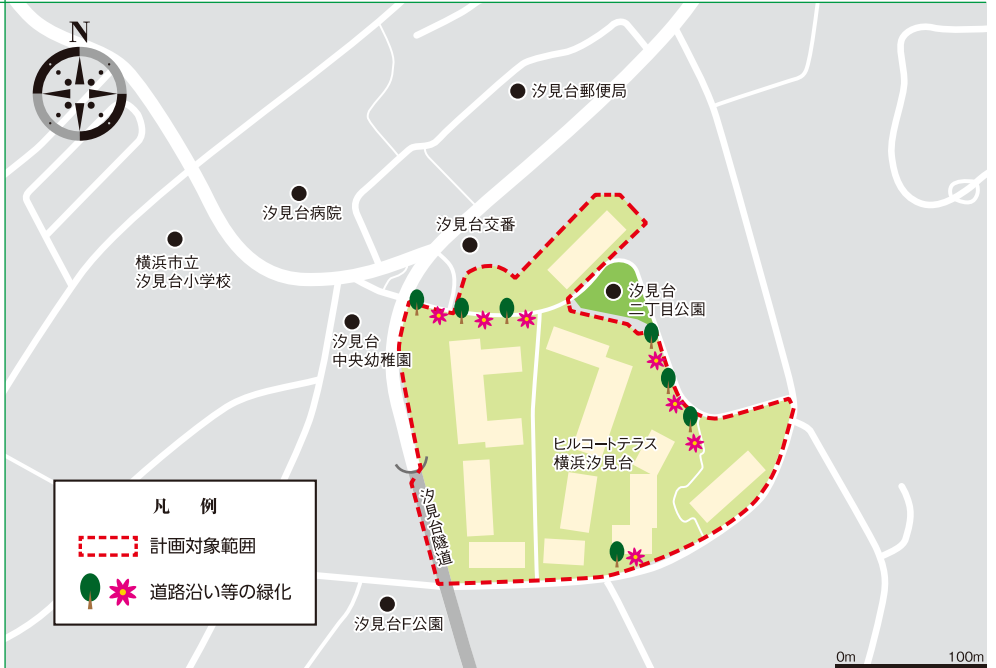 N
汐見台郵便局
汐見台病院
汐見台交番
横浜市立
汐見台小学校
汐見台
二丁目公園
汐見台
中央幼稚園
ヒルコートテラス
横浜汐見台
汐見台隧道
凡 例
計画対象範囲
道路沿い等の緑化
汐見台F公園
0m
100m